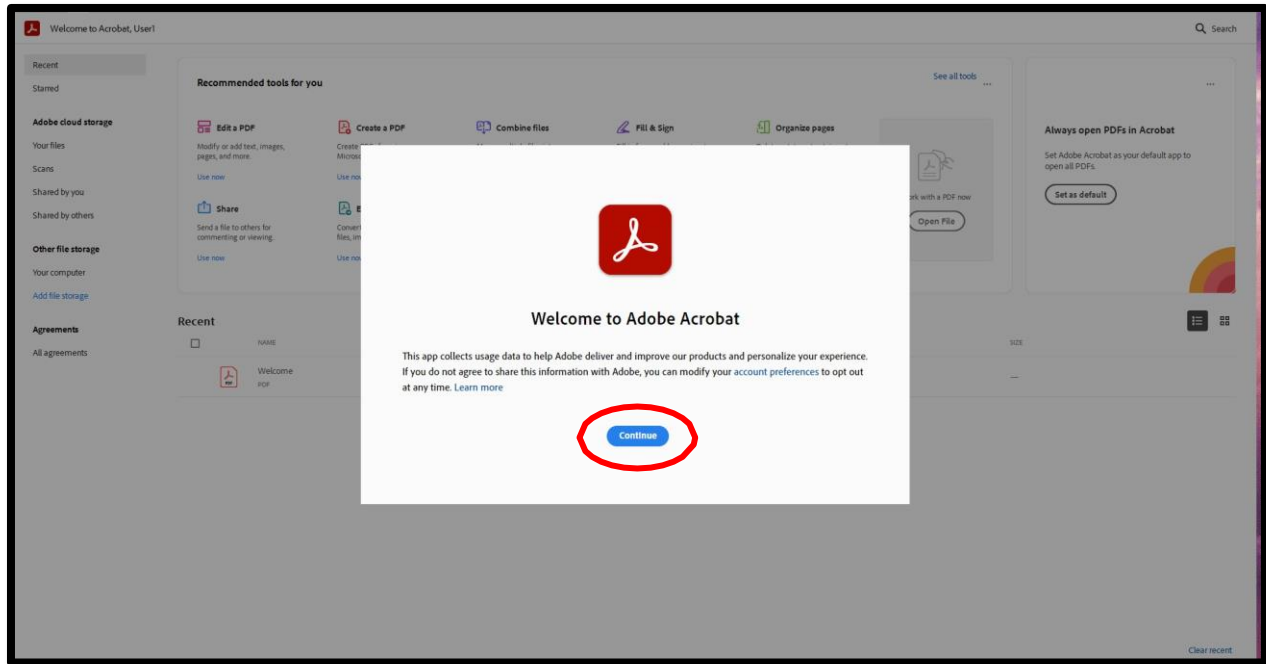 Welcome to Acrobat, User1
Search
Recent
Starred
Adobe cloud storage
Your files
Scans
Shared by you
Shared by others
Other file storage
Your computer
Add file storage
Agreements
All agreements
Recommended tools for you
See all tools
...
Edit a PDF
Modify or add text, images,
pages, and more.
Use now
Create a PDF
Create
Use
Combine files
Fill & Sign
Organize pages
Share
Send a file to others for
commenting or viewing.
Use now
Use
with a PDF now
Open File
...
Always open PDFs in Acrobat
Set Adobe Acrobat as your default app to
open all PDFs.
Set as default
Welcome to Adobe Acrobat
This app collects usage data to help Adobe deliver and improve our products and personalize your experience.
If you do not agree to share this information with Adobe, you can modify your account preferences to opt out
at any time. Learn more
Continue
Recent
NAME
SIZE
Welcome
PDF
—
Clear recent